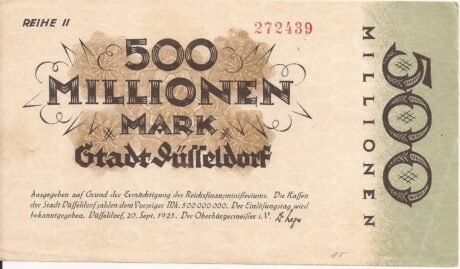 REIHE II
272439
500
MILLIONEN
MARK
Stadt Düsseldorf
Ausgegeben auf Grund der Ermächtigung des Reichsfinanzministeriums. Die Kassen
der Stadt Düsseldorf zahlen dem Vorzeiger Mk. 500 000 000. Der Einlösungstag wird
bekanntgegeben. Düsseldorf, 20. Sept. 1923. Der Oberbürgermeister i. V.
MILLIONEN
500